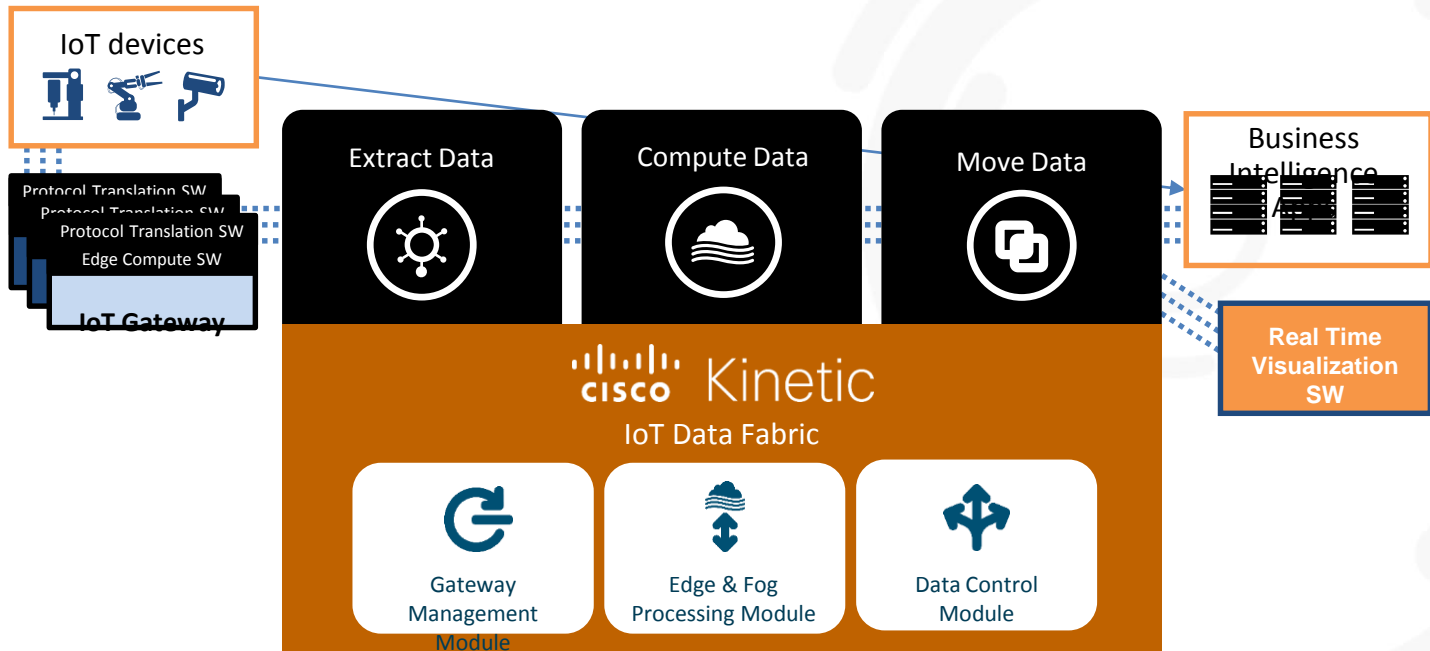 IoT devices
Protocol Translation SW
Protocol Translation SW
Protocol Translation SW
Edge Compute SW
IoT Gateway
Extract Data
Compute Data
Move Data
Business
Intelligence
Real Time
Visualization
SW
cisco Kinetic
IoT Data Fabric
Gateway
Management
Module
Edge & Fog
Processing Module
Data Control
Module